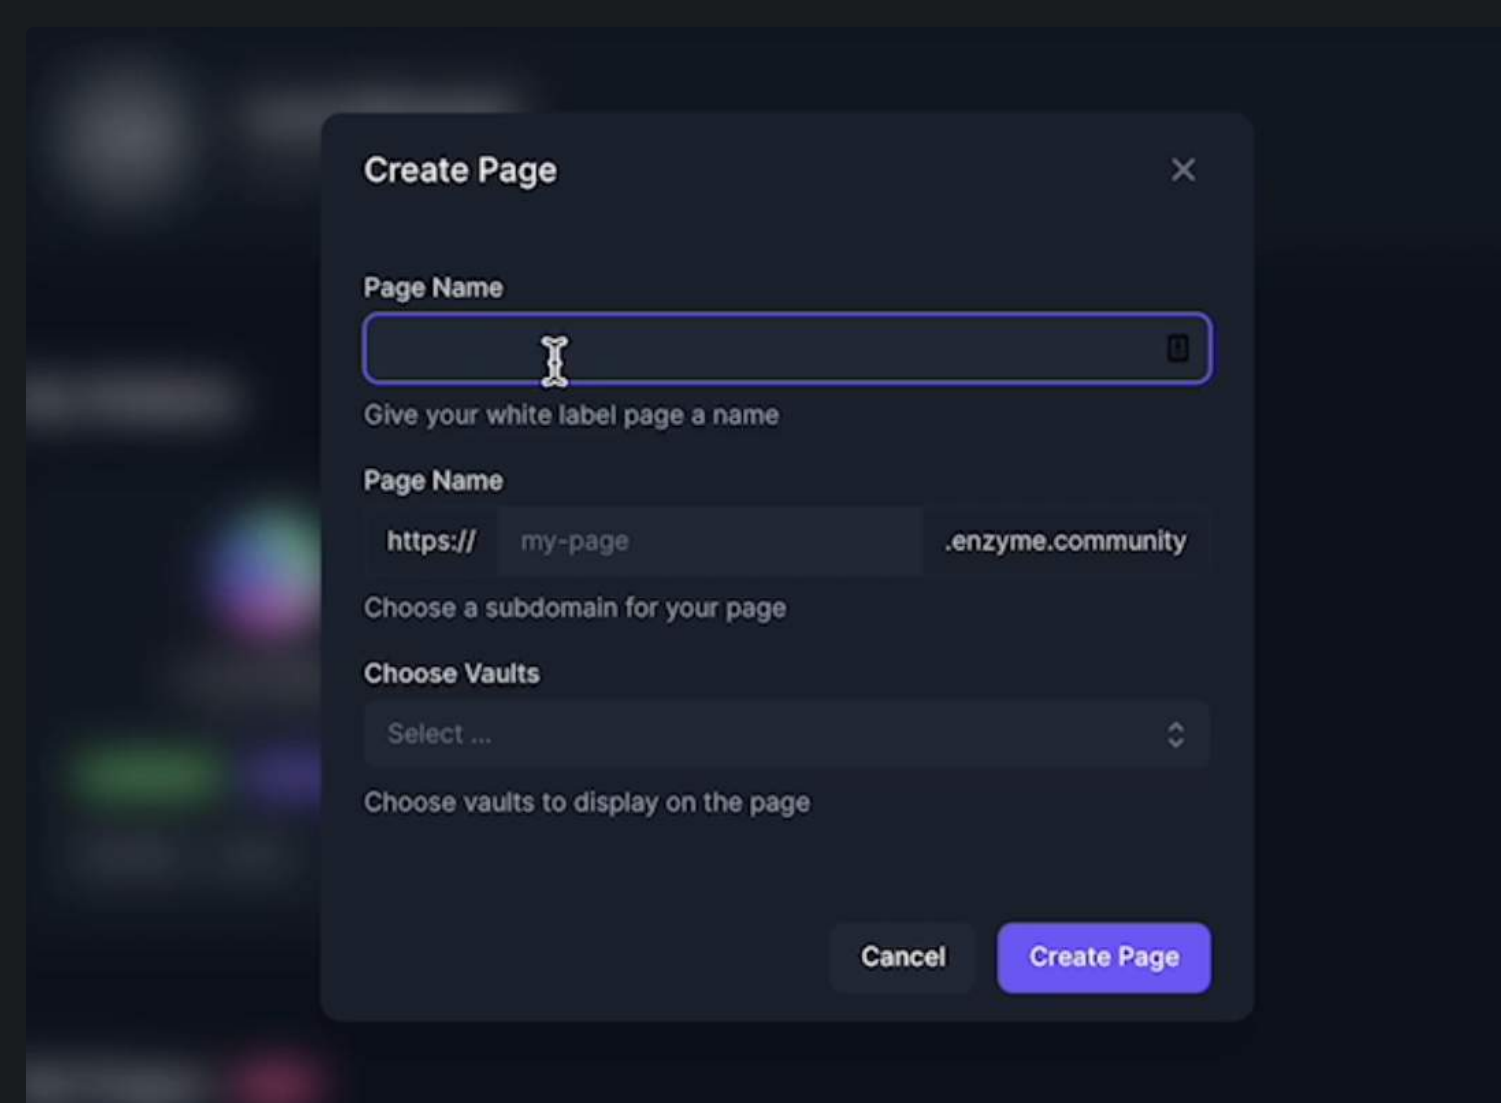 Create Page
Page Name
Give your white label page a name
Page Name
https:// my-page .enzyme.community
Choose a subdomain for your page
Choose Vaults
Select ...
Choose vaults to display on the page
Cancel Create Page